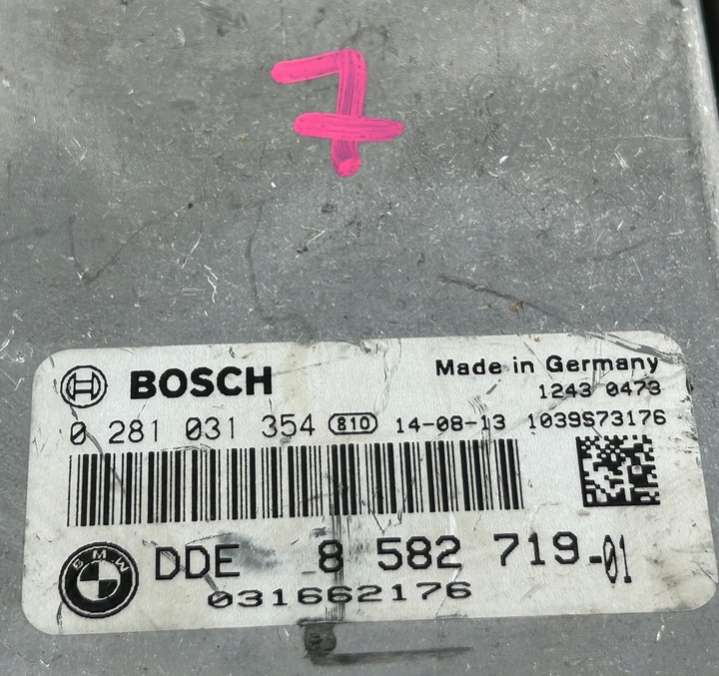 7
BOSCH
Made in Germany
1243 0473
0 281 031 354 810 14-08-13 1039S73176
BMW
DDE 8 582 719-01
031662176